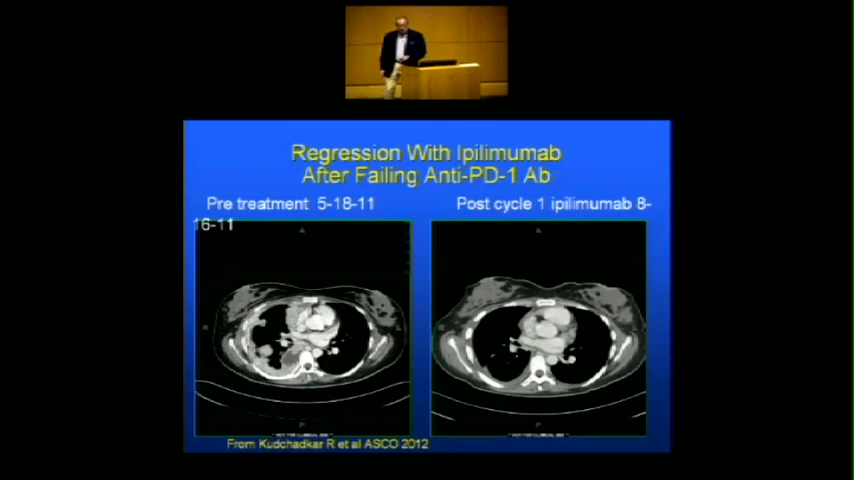 Regression With Ipilimumab
After Failing Anti-PD-1 Ab
Pre treatment 5-18-11 Post cycle 1 ipilimumab 8-
16-11
From Kudchadkar R et al ASCO 2012